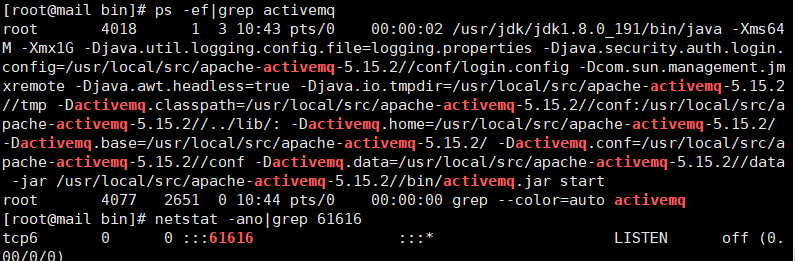 [root@mail bin]# ps -ef|grep activemq
root       4018      1  3 10:43 pts/0    00:00:02 /usr/jdk/jdk1.8.0_191/bin/java -Xms64
M -Xmx1G -Djava.util.logging.config.file=logging.properties -Djava.security.auth.login.
config=/usr/local/src/apache-activemq-5.15.2//conf/login.config -Dcom.sun.management.jm
xremote -Djava.awt.headless=true -Djava.io.tmpdir=/usr/local/src/apache-activemq-5.15.2
//tmp -Dactivemq.classpath=/usr/local/src/apache-activemq-5.15.2//conf:/usr/local/src/a
pache-activemq-5.15.2//../lib/: -Dactivemq.home=/usr/local/src/apache-activemq-5.15.2/
-Dactivemq.base=/usr/local/src/apache-activemq-5.15.2/ -Dactivemq.conf=/usr/local/src/a
pache-activemq-5.15.2//conf -Dactivemq.data=/usr/local/src/apache-activemq-5.15.2//data
 -jar /usr/local/src/apache-activemq-5.15.2//bin/activemq.jar start
root       4077   2651  0 10:44 pts/0    00:00:00 grep --color=auto activemq
[root@mail bin]# netstat -ano|grep 61616
tcp6       0      0 :::61616                :::*                    LISTEN      off (0.
00/0/0)